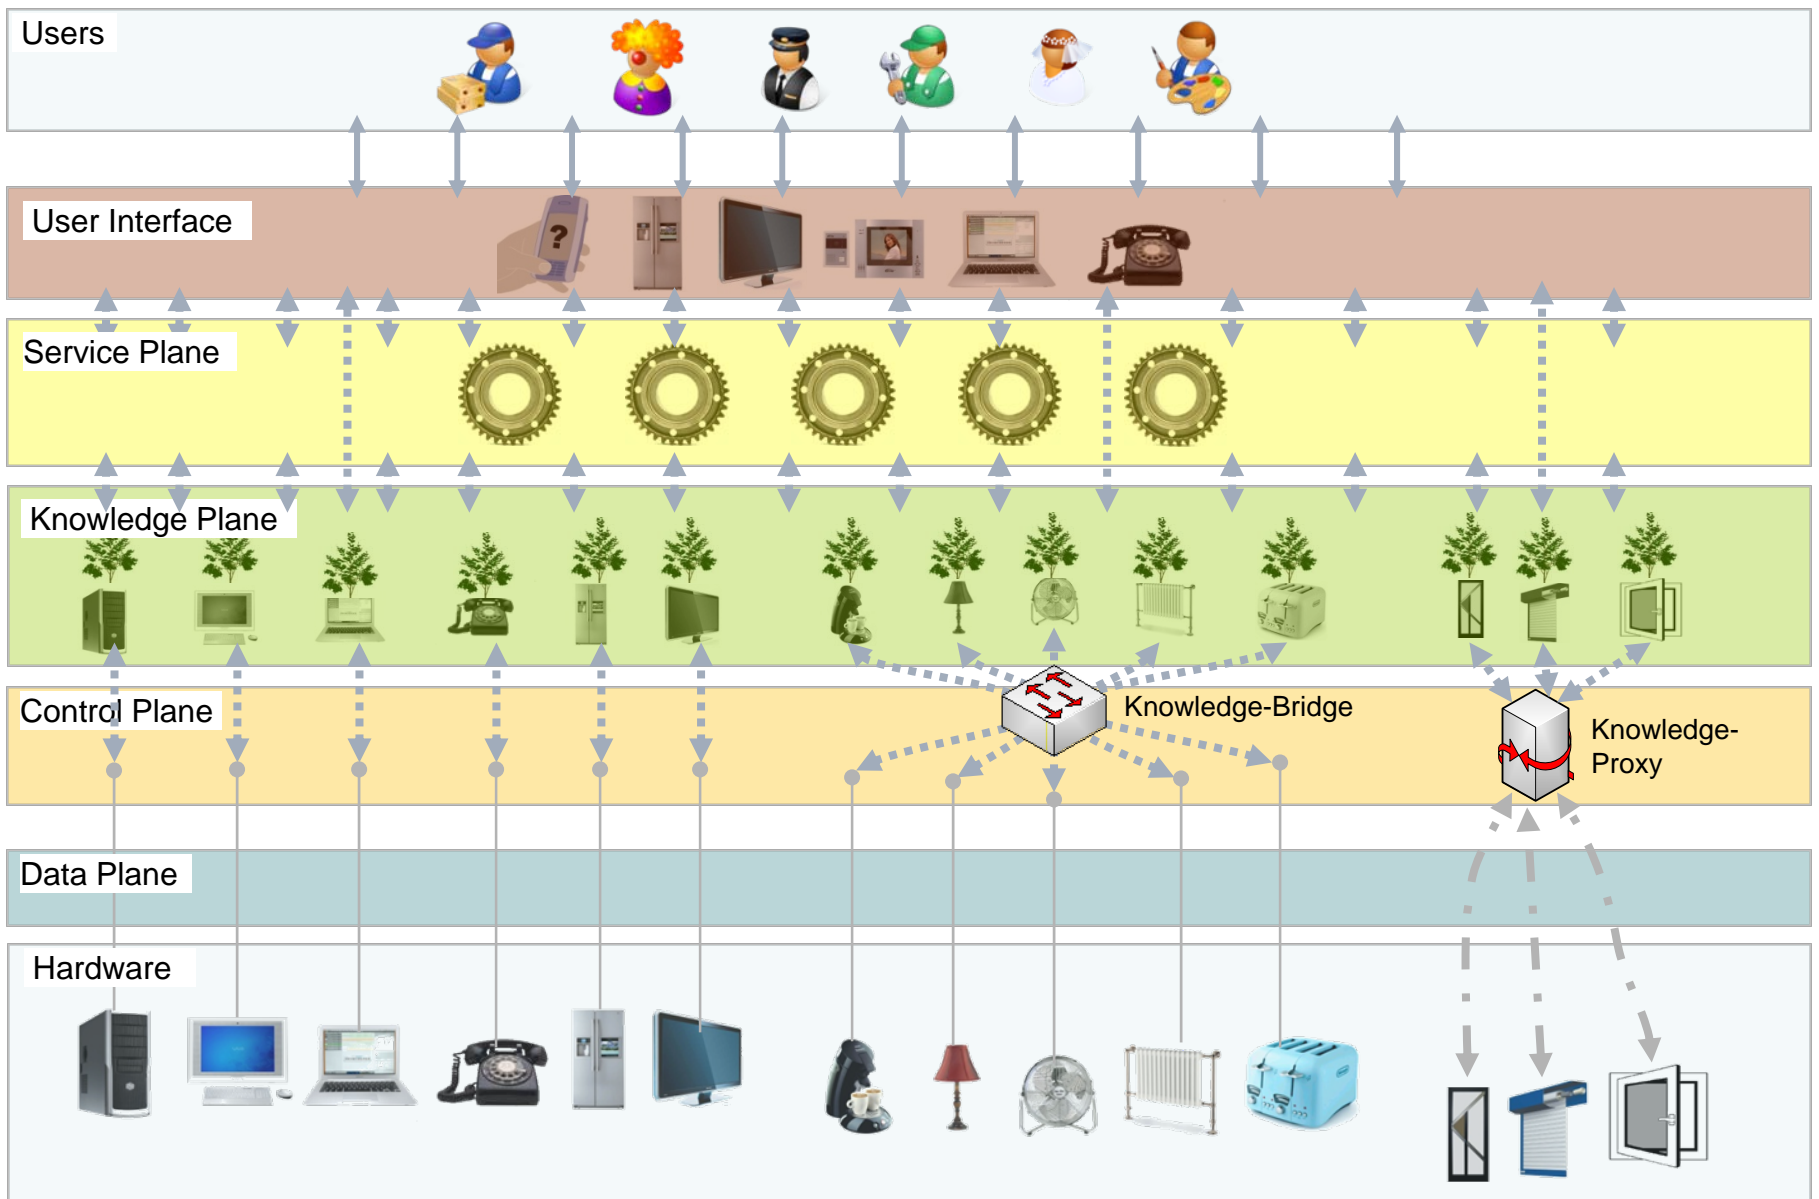 Users
User Interface
?
Service Plane
Knowledge Plane
Control Plane
Knowledge-Bridge
Knowledge-
Proxy
Data Plane
Hardware